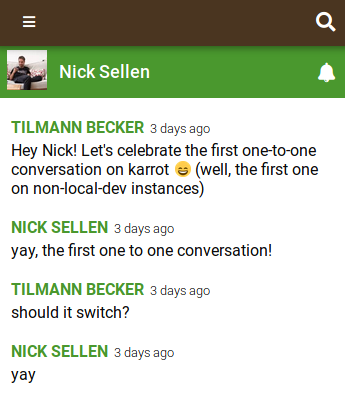 Nick Sellen
TILMANN BECKER 3 days ago
Hey Nick! Let's celebrate the first one-to-one
conversation on karrot 😄 (well, the first one
on non-local-dev instances)
NICK SELLEN 3 days ago
yay, the first one to one conversation!
TILMANN BECKER 3 days ago
should it switch?
NICK SELLEN 3 days ago
yay